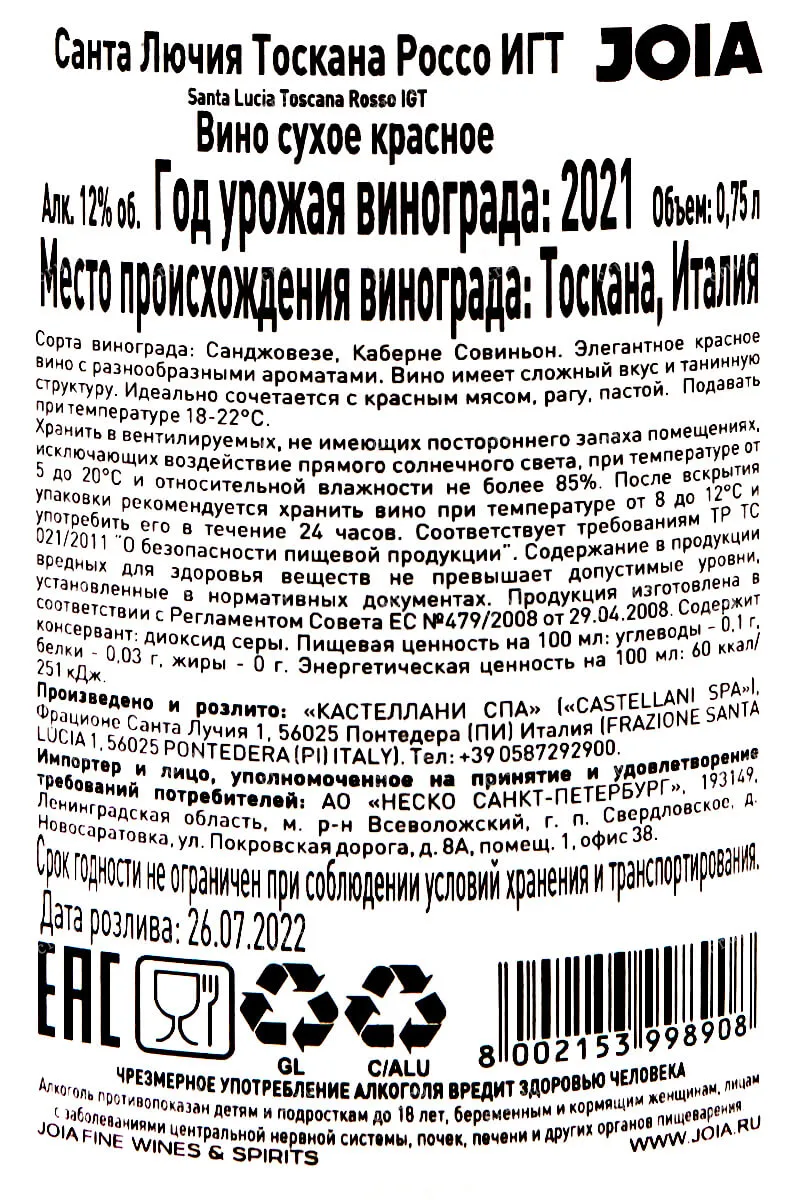 Санта Лючия Тоскана Россо ИГТ JOIA
Santa Lucia Toscana Rosso IGT
Вино сухое красное
Алк. 12% об. Год урожая винограда: 2021 Объем: 0,75 л
Место происхождения винограда: Тоскана, Италия
Сорта винограда: Санджовезе, Каберне Совиньон. Элегантное красное
вино с разнообразными ароматами. Вино имеет сложный вкус и танинную
структуру. Идеально сочетается с красным мясом, рагу, пастой. Подавать
при температуре 18-22°С.
Хранить в вентилируемых, не имеющих постороннего запаха помещениях,
исключающих воздействие прямого солнечного света, при температуре от
5 до 20°С и относительной влажности не более 85%. После вскрытия
упаковки рекомендуется хранить вино при температуре от 8 до 12°С и
употребить его в течение 24 часов. Соответствует требованиям ТР ТС
021/2011 "О безопасности пищевой продукции". Содержание в продукции
вредных для здоровья веществ не превышает допустимые уровни,
установленные в нормативных документах. Продукция изготовлена в
соответствии с Регламентом Совета ЕС №479/2008 от 29.04.2008. Содержит
консервант: диоксид серы. Пищевая ценность на 100 мл: углеводы - 0,1 г,
белки - 0,03 г, жиры - 0 г. Энергетическая ценность на 100 мл: 60 ккал/
251 кДж.
Произведено и розлито: «КАСТЕЛЛАНИ СПА» («CASTELLANI SPA»),
Фрационе Санта Лучия 1, 56025 Понтедера (ПИ) Италия (FRAZIONE SANTA
LUCIA 1, 56025 PONTEDERA (PI) ITALY). Тел: +39 0587292900.
Импортер и лицо, уполномоченное на принятие и удовлетворение
требований потребителей: АО «НЕСКО САНКТ-ПЕТЕРБУРГ», 193149,
Ленинградская область, м. р-н Всеволожский, г. п. Свердловское, д.
Новосаратовка, ул. Покровская дорога, д. 8А, помещ. 1, офис 38.
Срок годности не ограничен при соблюдении условий хранения и транспортирования.
Дата розлива: 26.07.2022
EAC
GL C/ALU
8 002153 998908
ЧРЕЗМЕРНОЕ УПОТРЕБЛЕНИЕ АЛКОГОЛЯ ВРЕДИТ ЗДОРОВЬЮ ЧЕЛОВЕКА
Алкоголь противопоказан детям и подросткам до 18 лет, беременным и кормящим женщинам, лицам
с заболеваниями центральной нервной системы, почек, печени и других органов пищеварения
JOIA FINE WINES & SPIRITS WWW.JOIA.RU